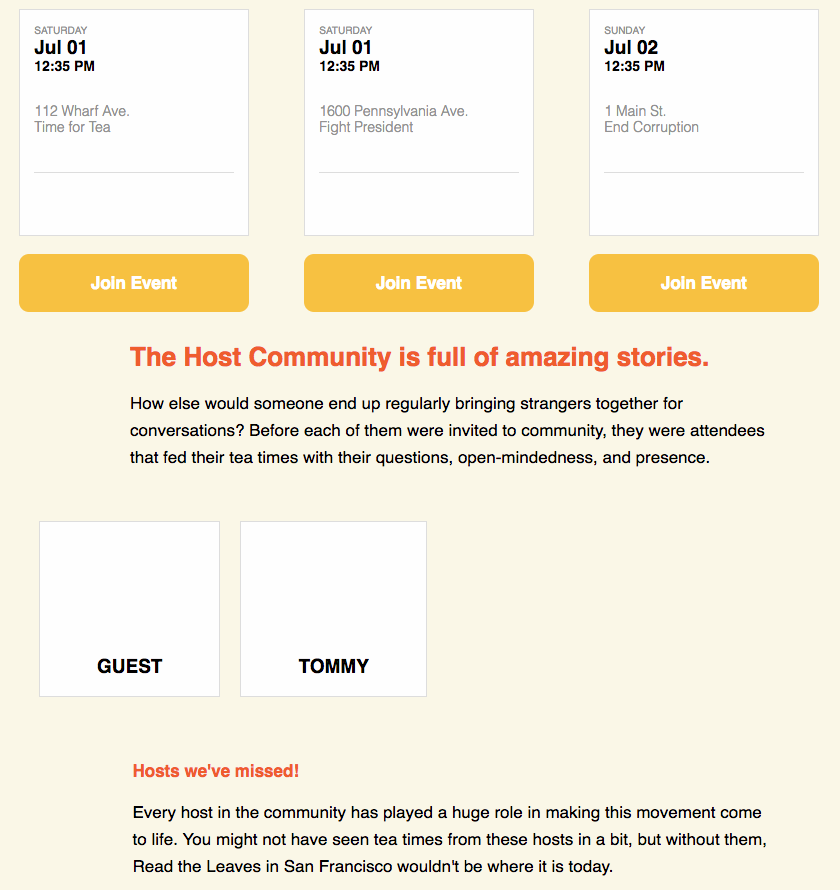 SATURDAY
Jul 01
12:35 PM
112 Wharf Ave.
Time for Tea
Join Event
SATURDAY
Jul 01
12:35 PM
1600 Pennsylvania Ave.
Fight President
Join Event
SUNDAY
Jul 02
12:35 PM
1 Main St.
End Corruption
Join Event
The Host Community is full of amazing stories.
How else would someone end up regularly bringing strangers together for
conversations? Before each of them were invited to community, they were attendees
that fed their tea times with their questions, open-mindedness, and presence.
GUEST
TOMMY
Hosts we've missed!
Every host in the community has played a huge role in making this movement come
to life. You might not have seen tea times from these hosts in a bit, but without them,
Read the Leaves in San Francisco wouldn't be where it is today.